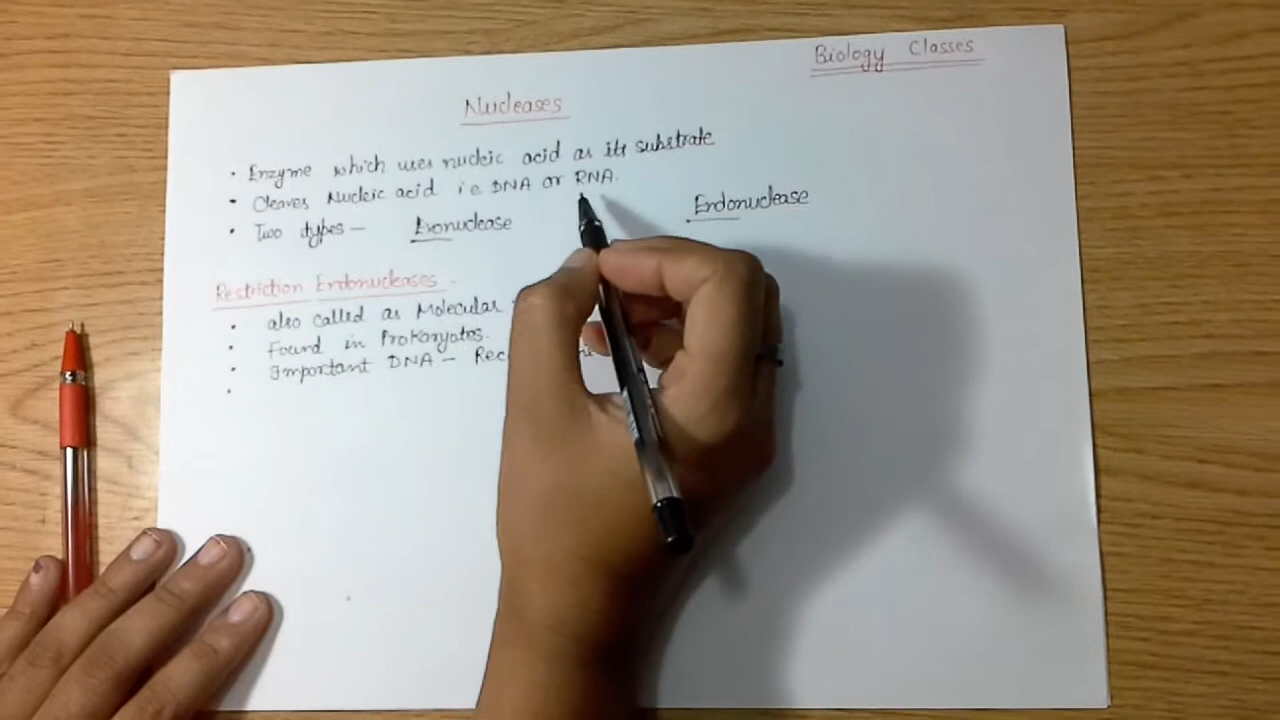 Biology Classes
Nucleases
• Enzyme which uses nucleic acid as its substrate
• Cleaves Nucleic acid i.e DNA or RNA.
• Two types – Exonuclease Endonuclease
Restriction Endonucleases
• also called as Molecular
• Found in Prokaryotes.
• Important DNA – Rec
•